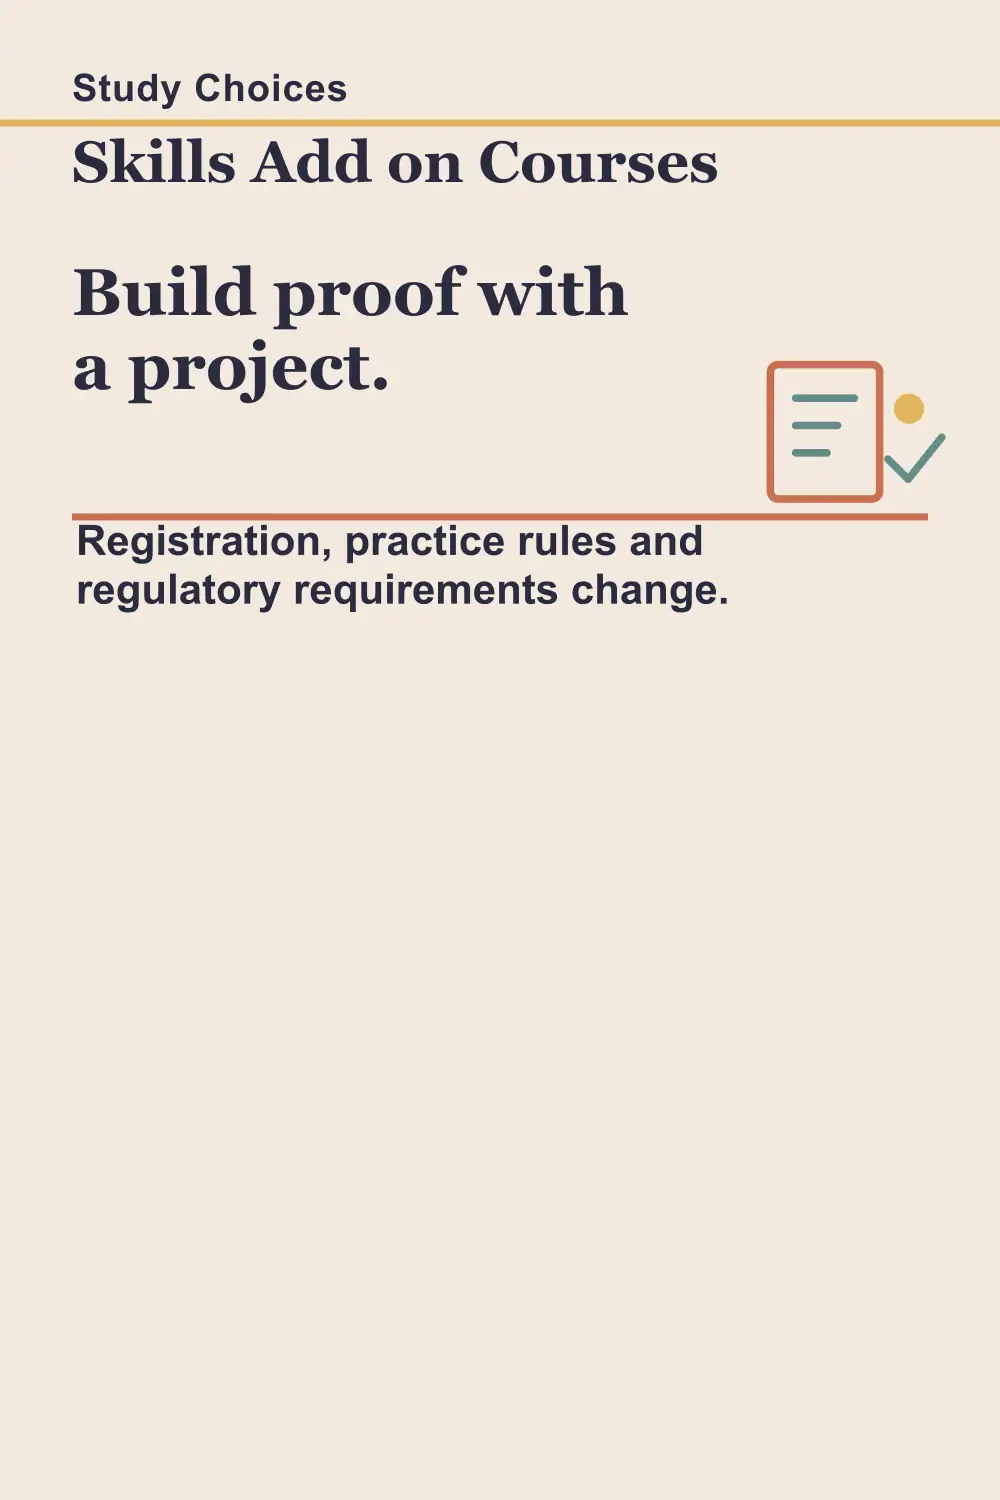 Study Choices
Skills Add on Courses
Build proof with
a project.
Registration, practice rules and
regulatory requirements change.